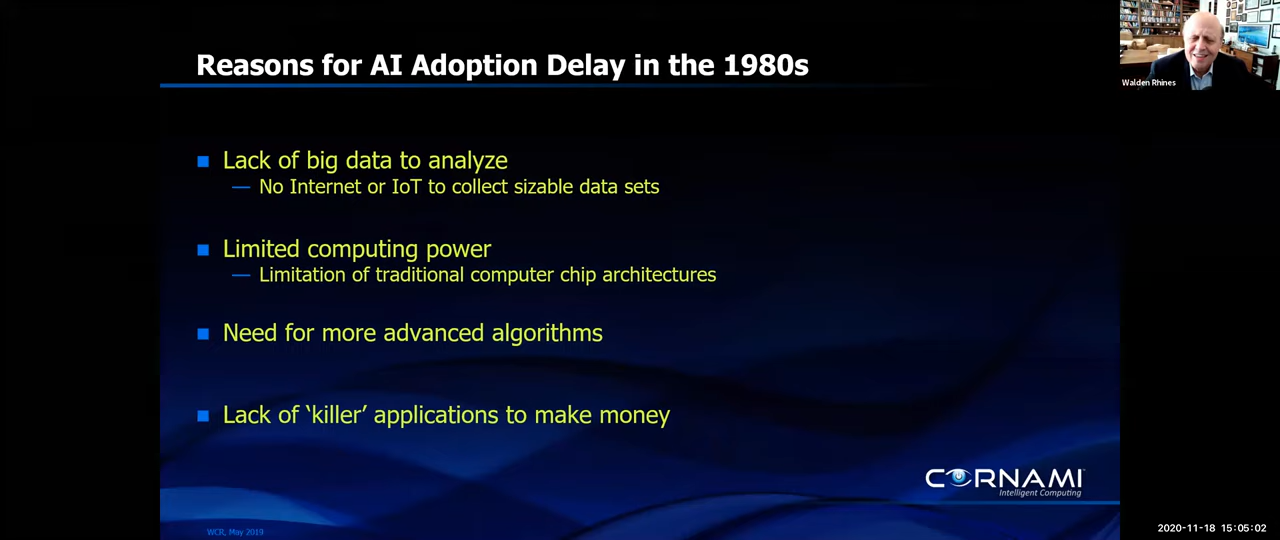 Reasons for AI Adoption Delay in the 1980s
Walden Rhines
Lack of big data to analyze
— No Internet or IoT to collect sizable data sets
Limited computing power
— Limitation of traditional computer chip architectures
Need for more advanced algorithms
Lack of ‘killer’ applications to make money
CORNAMI
Intelligent Computing
WCR, May 2019
2020-11-18 15:05:02